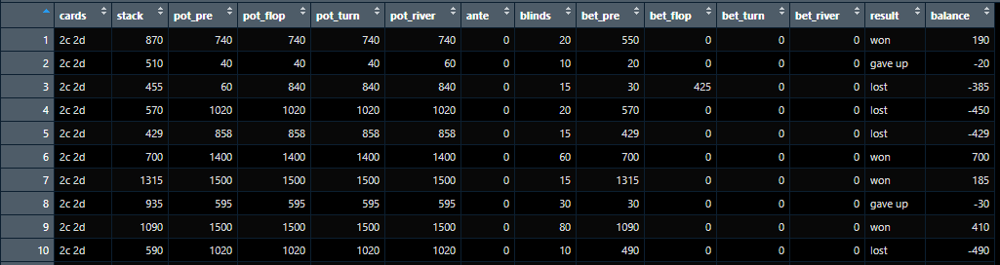 cards stack pot_pre pot_flop pot_turn pot_river ante blinds bet_pre bet_flop bet_turn bet_river result balance
1 2c 2d 870 740 740 740 740 0 20 550 0 0 0 won 190
2 2c 2d 510 40 40 40 60 0 10 20 0 0 0 gave up -20
3 2c 2d 455 60 840 840 840 0 15 30 425 0 0 lost -385
4 2c 2d 570 1020 1020 1020 1020 0 20 570 0 0 0 lost -450
5 2c 2d 429 858 858 858 858 0 15 429 0 0 0 lost -429
6 2c 2d 700 1400 1400 1400 1400 0 60 700 0 0 0 won 700
7 2c 2d 1315 1500 1500 1500 1500 0 15 1315 0 0 0 won 185
8 2c 2d 935 595 595 595 595 0 30 30 0 0 0 gave up -30
9 2c 2d 1090 1500 1500 1500 1500 0 80 1090 0 0 0 won 410
10 2c 2d 590 1020 1020 1020 1020 0 10 490 0 0 0 lost -490